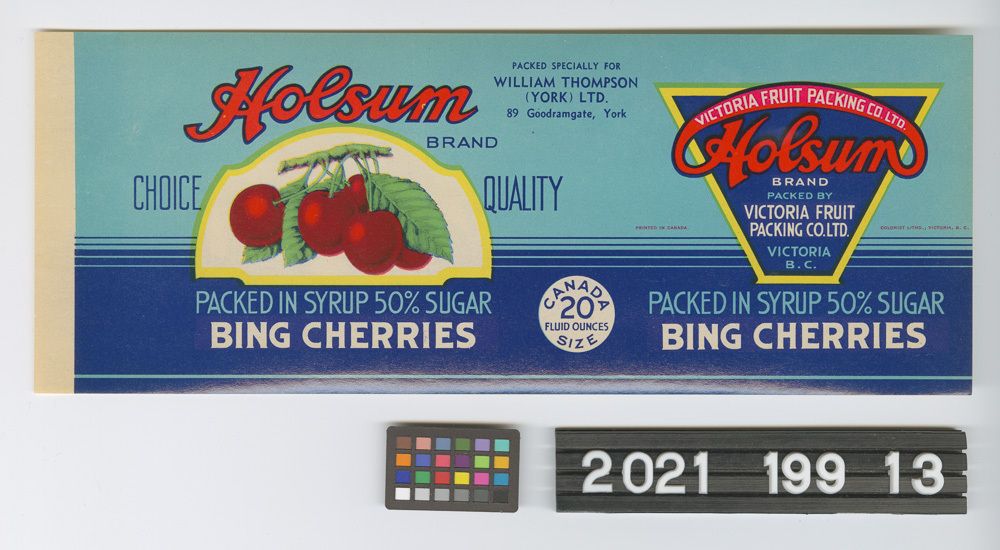 Holsum
BRAND
PACKED SPECIALLY FOR
WILLIAM THOMPSON
(YORK) LTD.
89 Goodramgate, York
CHOICE QUALITY
PACKED IN SYRUP 50% SUGAR
BING CHERRIES
CANADA
20
FLUID OUNCES
SIZE
VICTORIA FRUIT PACKING CO. LTD.
Holsum
BRAND
PACKED BY
VICTORIA FRUIT
PACKING CO. LTD.
VICTORIA
B. C.
PRINTED IN CANADA
COLONIST LITHO., VICTORIA, B. C.
PACKED IN SYRUP 50% SUGAR
BING CHERRIES
2021 199 13